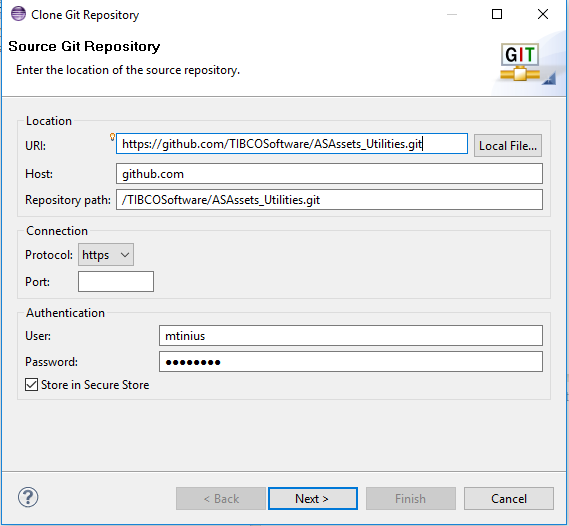 Clone Git Repository
Source Git Repository
Enter the location of the source repository.
GIT
Location
URI: https://github.com/TIBCOSoftware/ASAssets_Utilities.git Local File...
Host: github.com
Repository path: /TIBCOSoftware/ASAssets_Utilities.git
Connection
Protocol: https
Port:
Authentication
User: mtinius
Password: ●●●●●●●●
Store in Secure Store
? < Back Next > Finish Cancel